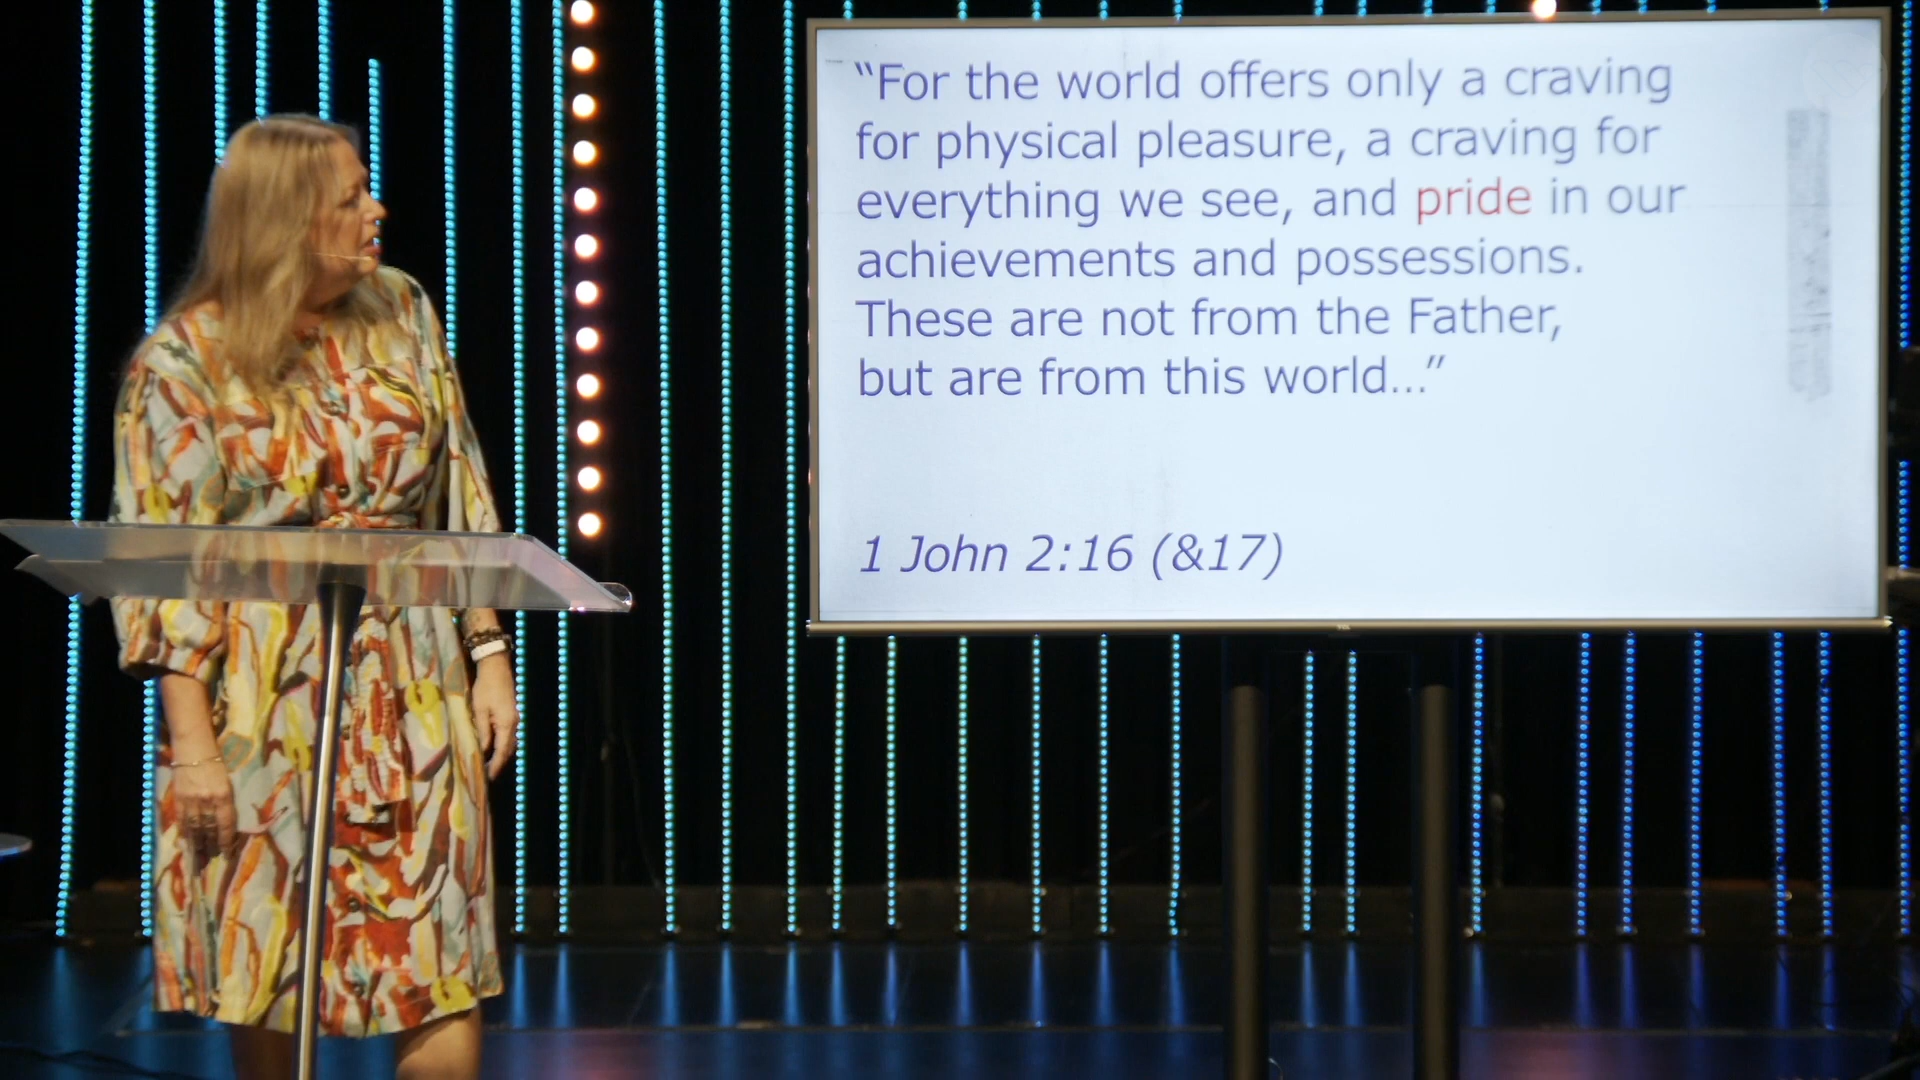 “For the world offers only a craving
for physical pleasure, a craving for
everything we see, and pride in our
achievements and possessions.
These are not from the Father,
but are from this world...”
1 John 2:16 (&17)